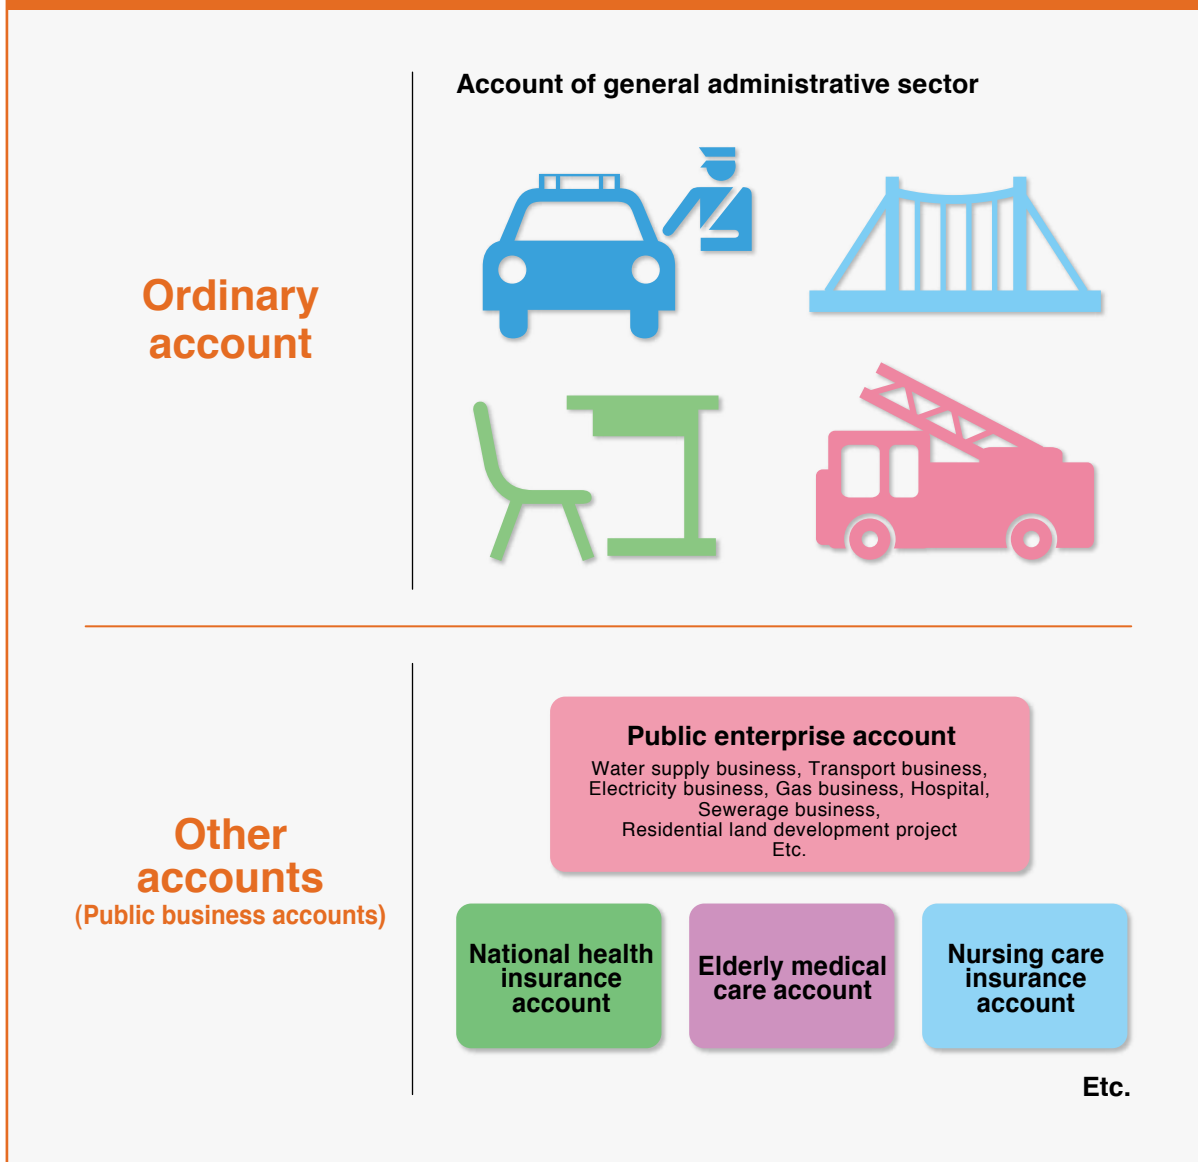 Account of general administrative sector
Ordinary
account
Other
accounts
(Public business accounts)
Public enterprise account
Water supply business, Transport business,
Electricity business, Gas business, Hospital,
Sewerage business,
Residential land development project
Etc.
National health
insurance
account
Elderly medical
care account
Nursing care
insurance
account
Etc.